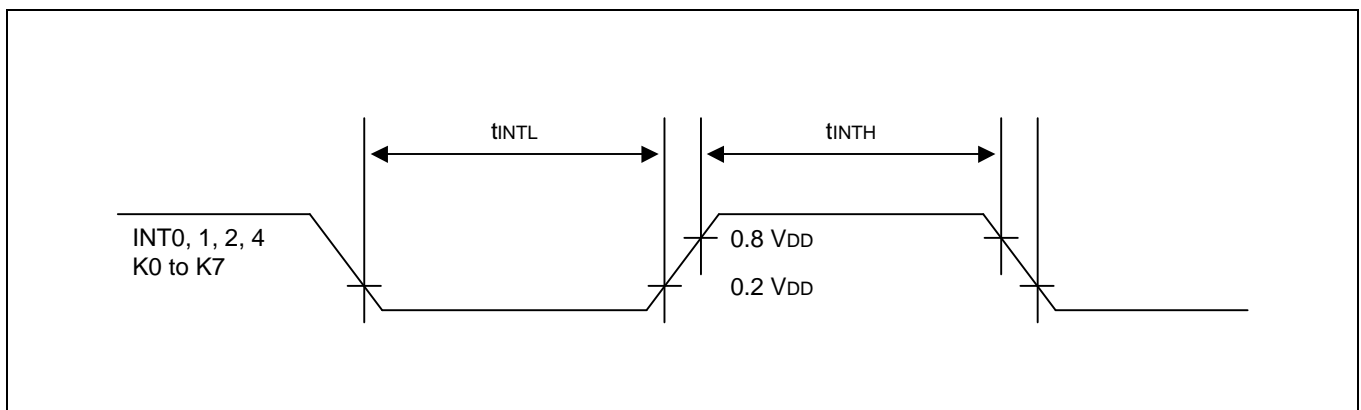 tINTL
tINTH
INT0, 1, 2, 4
K0 to K7
0.8 VDD
0.2 VDD